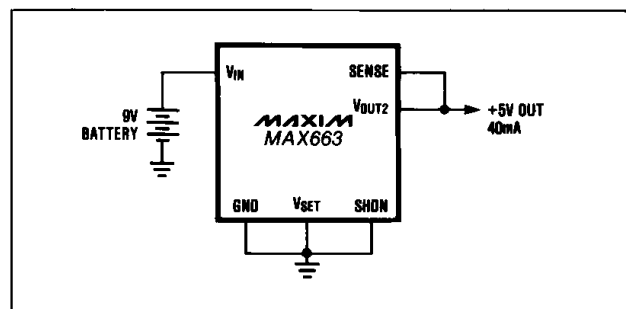 VIN
SENSE
VOUT2
9V
BATTERY
MAXIM
MAX663
+5V OUT
40mA
GND
VSET
SHDN